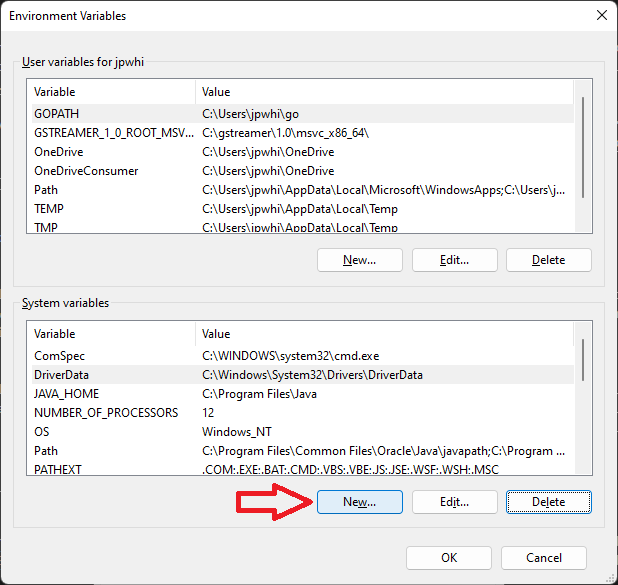 Environment Variables
User variables for jpwhi
Variable Value
GOPATH C:\Users\jpwhi\go
GSTREAMER_1_0_ROOT_MSV... C:\gstreamer\1.0\msvc_x86_64\
OneDrive C:\Users\jpwhi\OneDrive
OneDriveConsumer C:\Users\jpwhi\OneDrive
Path C:\Users\jpwhi\AppData\Local\Microsoft\WindowsApps;C:\Users\j...
TEMP C:\Users\jpwhi\AppData\Local\Temp
TMP C:\Users\jpwhi\AppData\Local\Temp
New... Edit... Delete
System variables
Variable Value
ComSpec C:\WINDOWS\system32\cmd.exe
DriverData C:\Windows\System32\Drivers\DriverData
JAVA_HOME C:\Program Files\Java
NUMBER_OF_PROCESSORS 12
OS Windows_NT
Path C:\Program Files\Common Files\Oracle\Java\javapath;C:\Program ...
PATHEXT .COM;.EXE;.BAT;.CMD;.VBS;.VBE;.JS;.JSE;.WSF;.WSH;.MSC
New... Edit... Delete
OK Cancel